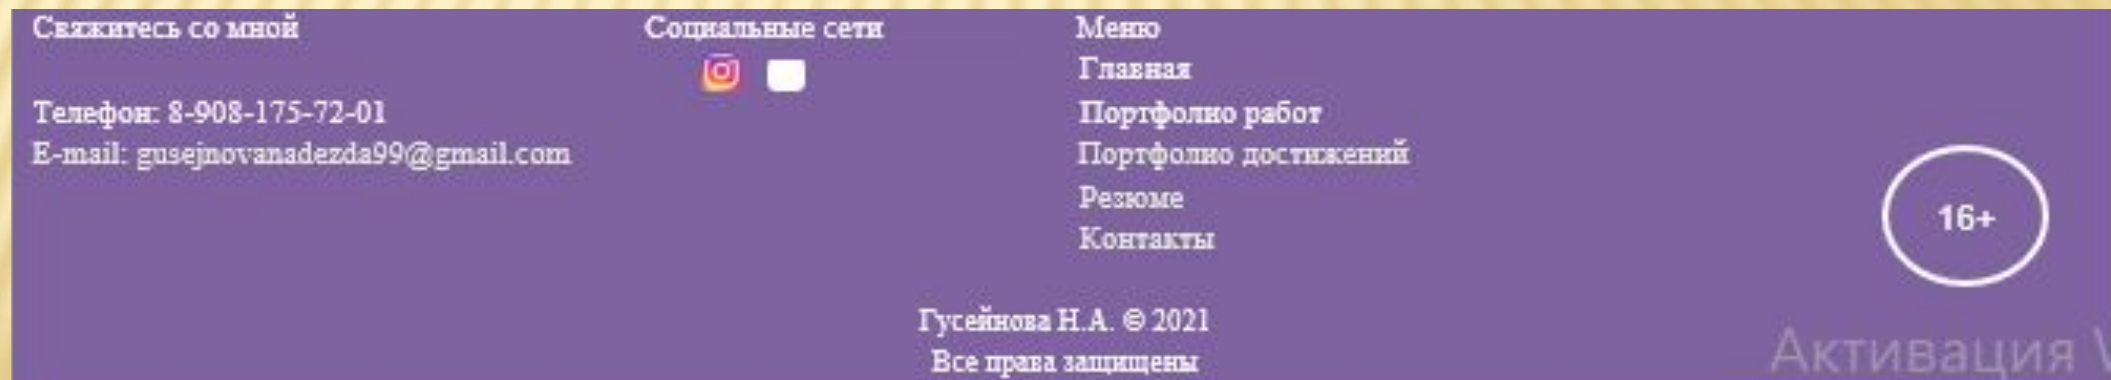 Свяжитесь со мной
Телефон: 8-908-175-72-01
E-mail: gusejnovanadezda99@gmail.com
Социальные сети
Меню
Главная
Портфолио работ
Портфолио достижений
Резюме
Контакты
16+
Гусейнова Н.А. © 2021
Все права защищены
Активация